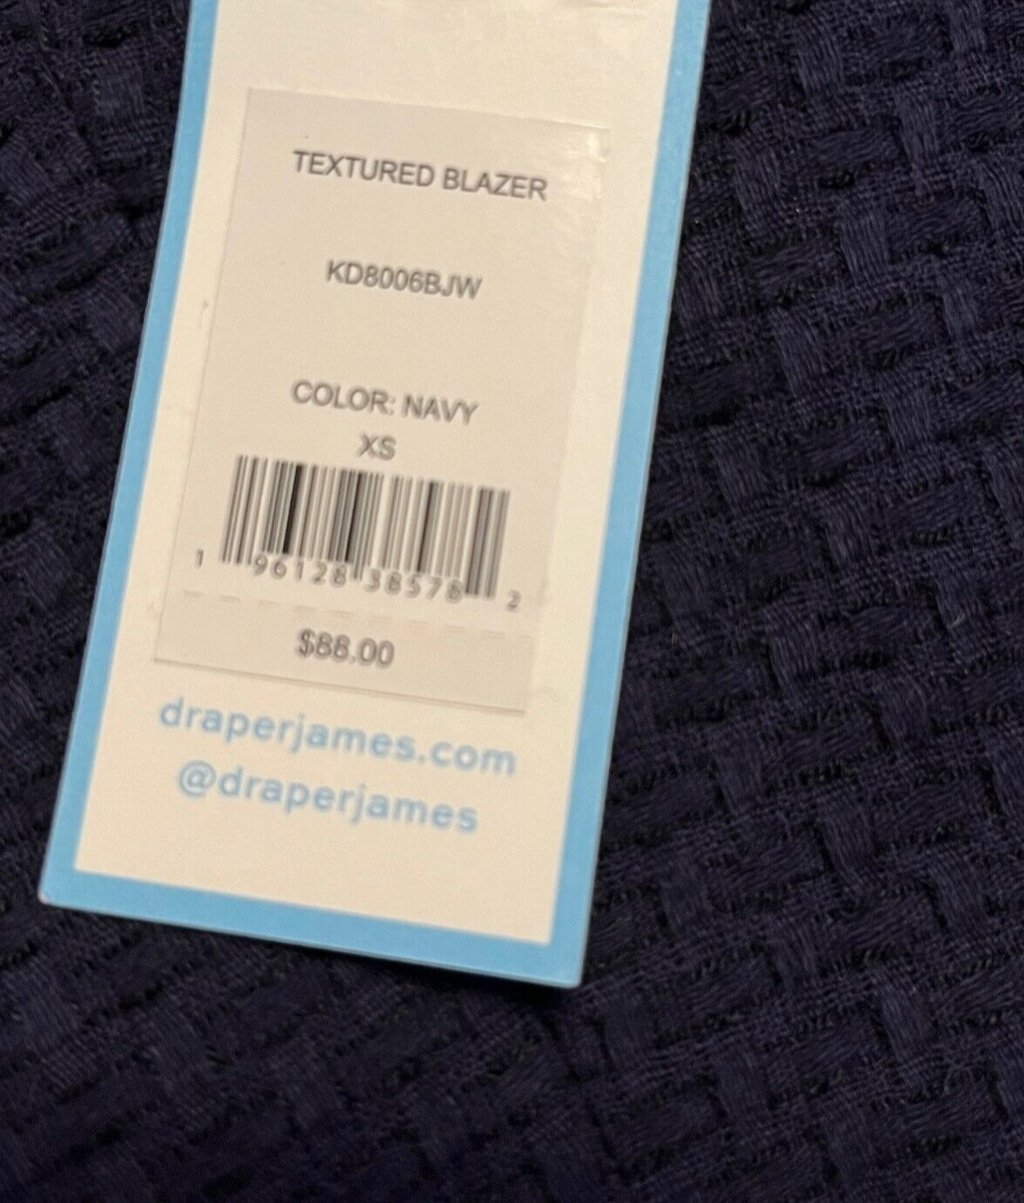 TEXTURED BLAZER
KD8006BJW
COLOR: NAVY
XS
1 96128 38578 2
$88.00
draperjames.com
@draperjames